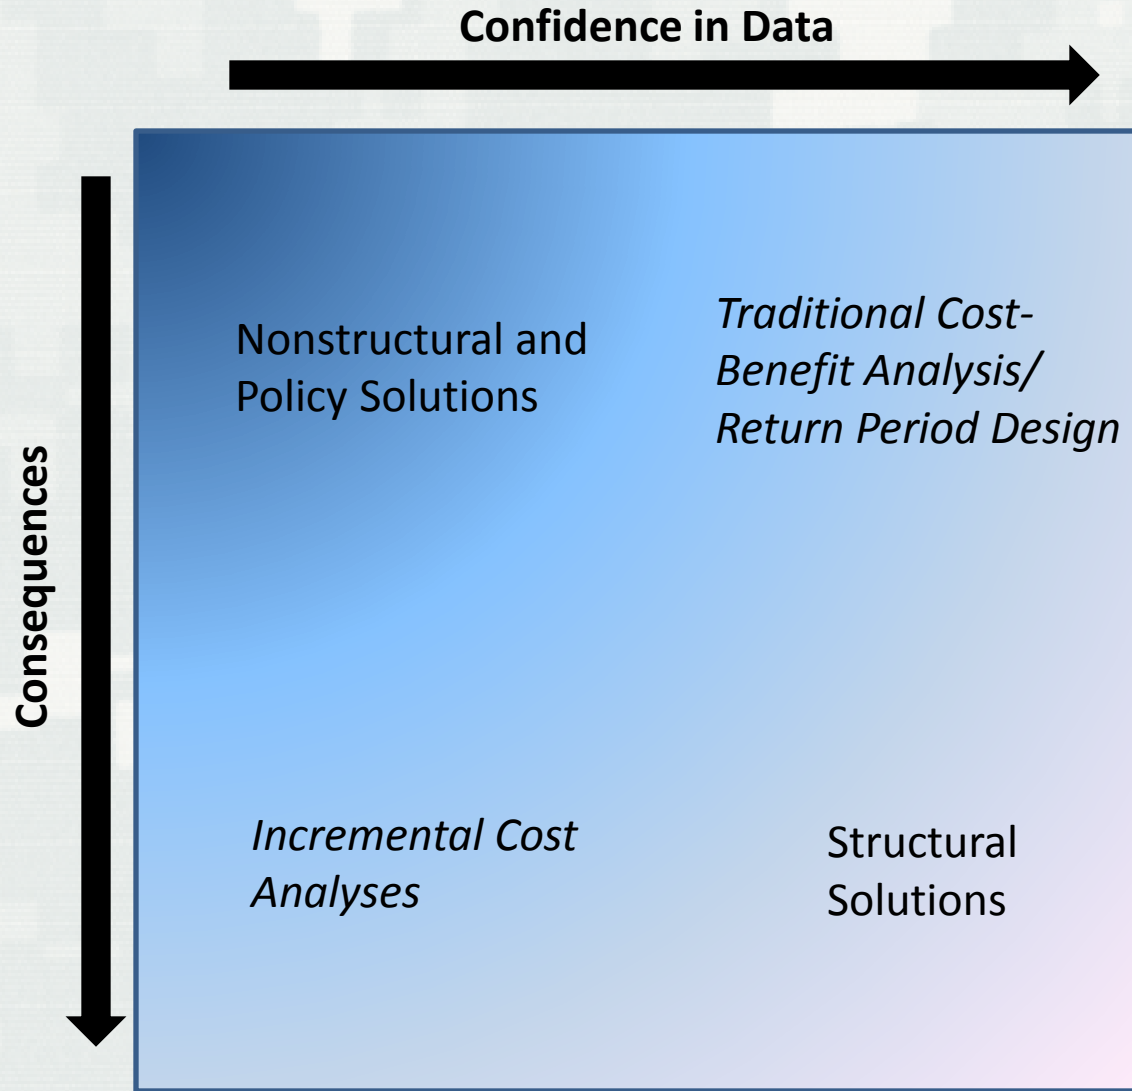 Confidence in Data
Consequences
Nonstructural and
Policy Solutions
Traditional Cost-
Benefit Analysis/
Return Period Design
Incremental Cost
Analyses
Structural
Solutions